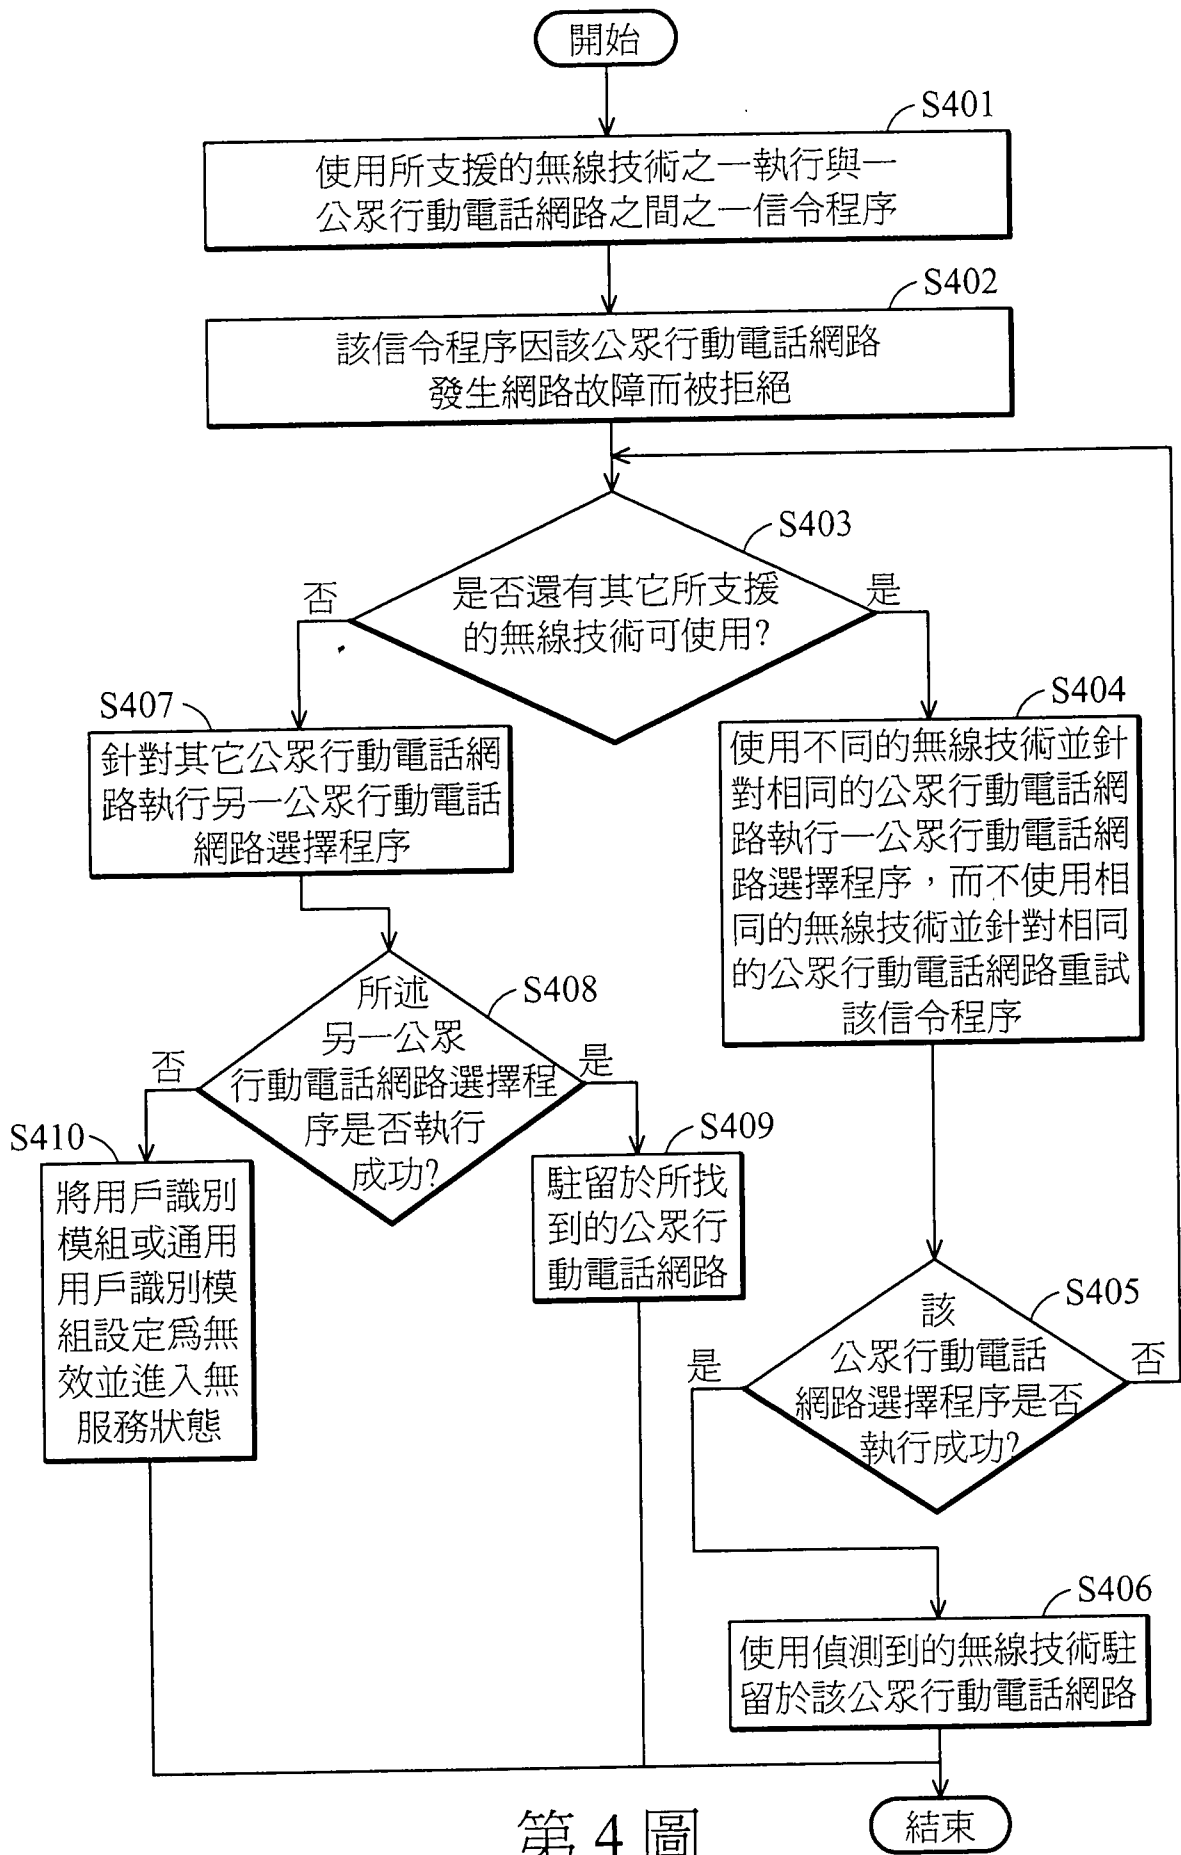 開始
S401
使用所支援的無線技術之一執行與一
公眾行動電話網路之間之一信令程序
S402
該信令程序因該公眾行動電話網路
發生網路故障而被拒絕
S403
是否還有其它所支援
的無線技術可使用?
否
是
S407
針對其它公眾行動電話網
路執行另一公眾行動電話
網路選擇程序
S404
使用不同的無線技術並針
對相同的公眾行動電話網
路執行一公眾行動電話網
路選擇程序，而不使用相
同的無線技術並針對相同
的公眾行動電話網路重試
該信令程序
S408
所述
另一公眾
行動電話網路選擇程
序是否執行
成功?
否
是
S410
將用戶識別
模組或通用
用戶識別模
組設定為無
效並進入無
服務狀態
S409
駐留於所找
到的公眾行
動電話網路
S405
該
公眾行動電話
網路選擇程序是否
執行成功?
是
否
S406
使用偵測到的無線技術駐
留於該公眾行動電話網路
結束
第 4 圖